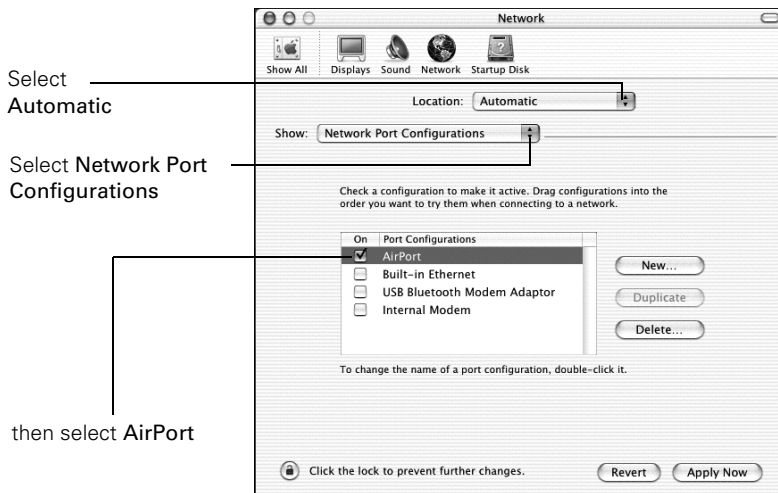 Network
Show All Displays Sound Network Startup Disk
Select
Automatic
Location: Automatic
Show: Network Port Configurations
Select Network Port
Configurations
Check a configuration to make it active. Drag configurations into the
order you want to try them when connecting to a network.
On Port Configurations
AirPort
Built-in Ethernet
USB Bluetooth Modem Adaptor
Internal Modem
New...
Duplicate
Delete...
To change the name of a port configuration, double-click it.
then select AirPort
Click the lock to prevent further changes.
Revert Apply Now